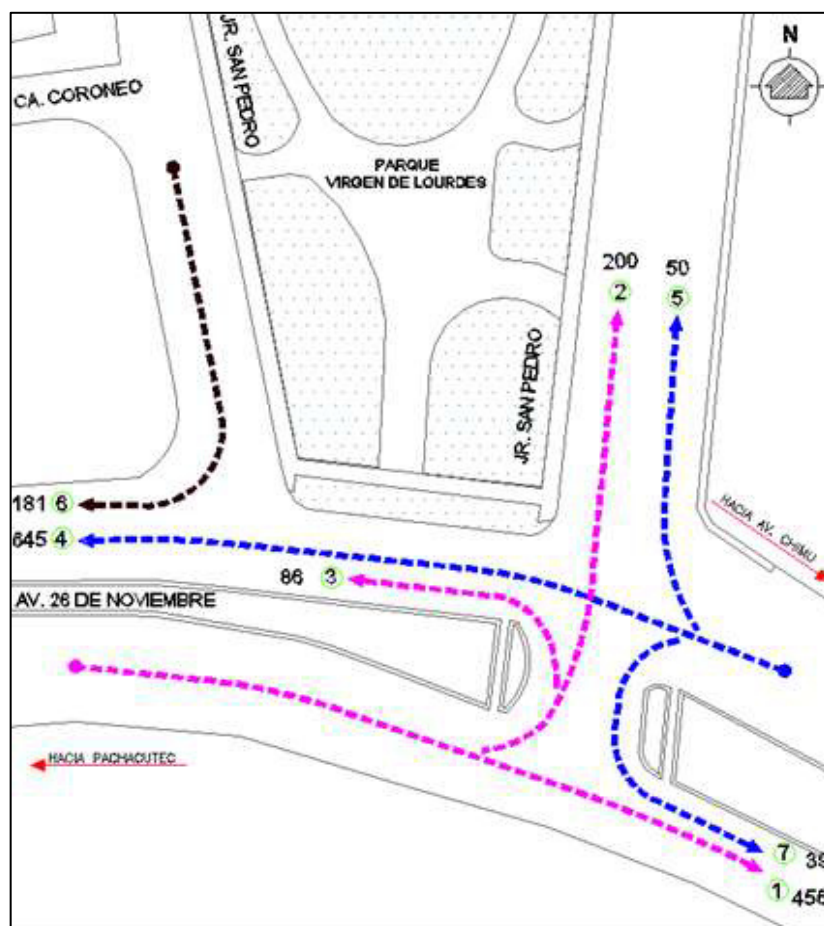 JR. SAN PEDRO
N
CA. CORONEO
PARQUE
VIRGEN DE LOURDES
200
50
2
5
JR. SAN PEDRO
181 6
645 4
HACIA AV. CHIMU
86 3
AV. 26 DE NOVIEMBRE
HACIA PACHACUTEC
7
1